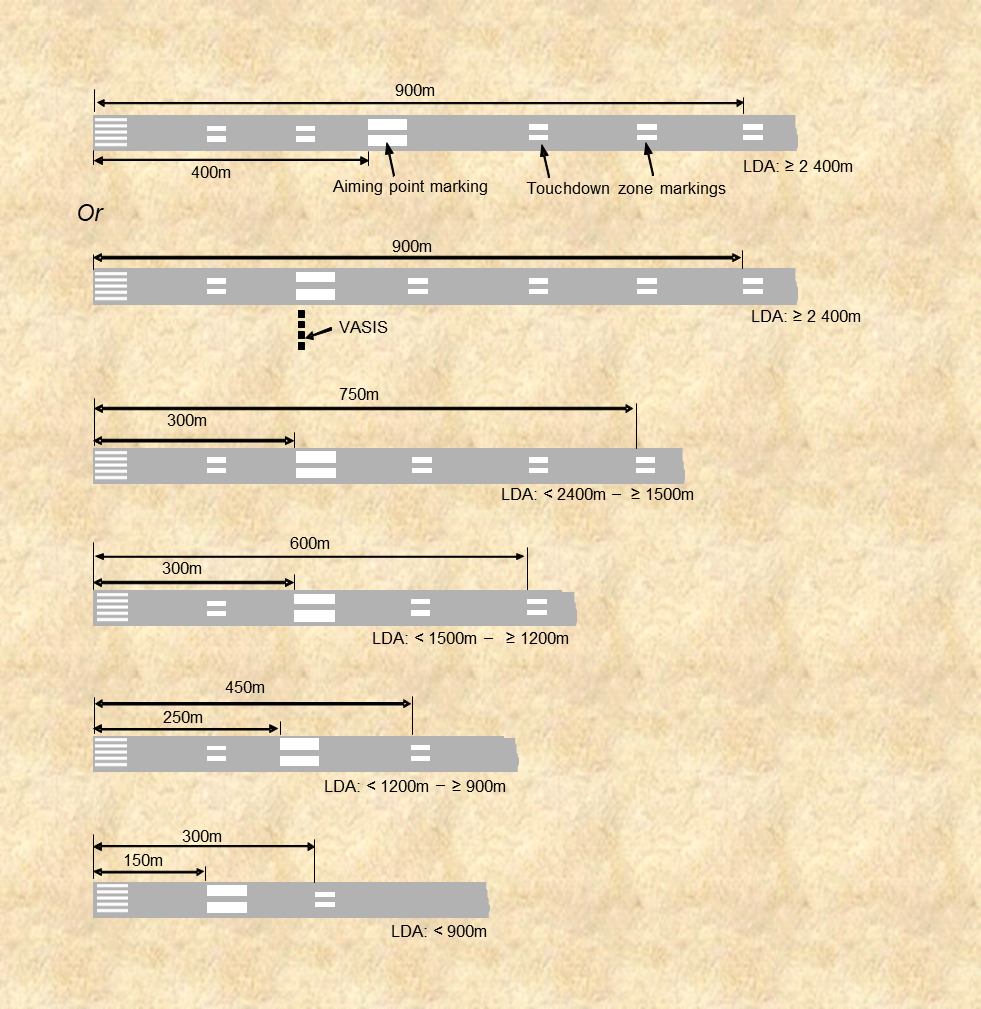 900m
400m
Aiming point marking
Touchdown zone markings
LDA: ≥ 2 400m
Or
900m
VASIS
LDA: ≥ 2 400m
750m
300m
LDA: < 2400m – ≥ 1500m
600m
300m
LDA: < 1500m – ≥ 1200m
450m
250m
LDA: < 1200m – ≥ 900m
300m
150m
LDA: < 900m